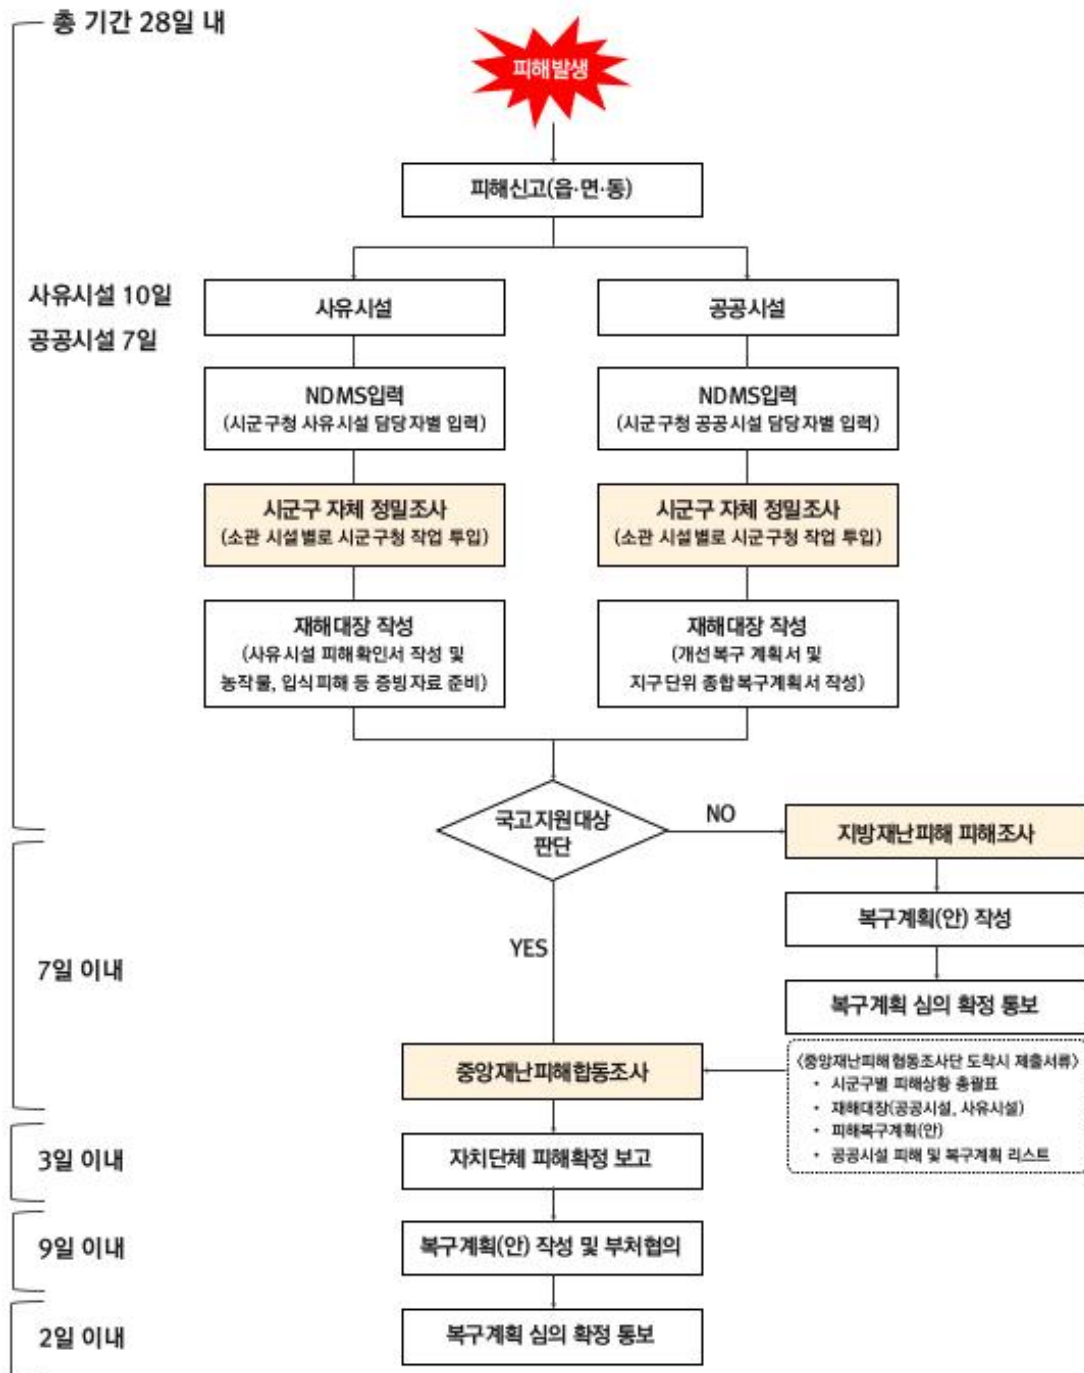 총 기간 28일 내
피해발생
피해신고(읍·면·동)
사유시설 10일
공공시설 7일
사유시설
공공시설
NDMS입력
(시군구청 사유시설 담당자별 입력)
NDMS입력
(시군구청 공공시설 담당자별 입력)
시군구 자체 정밀조사
(소관 시설별로 시군구청 작업 투입)
시군구 자체 정밀조사
(소관 시설별로 시군구청 작업 투입)
재해대장 작성
(사유시설 피해확인서 작성 및
농작물, 입식피해 등 증빙자료 준비)
재해대장 작성
(개선복구 계획서 및
지구단위 종합복구계획서 작성)
국고지원대상
판단
NO
지방재난피해 피해조사
복구계획(안) 작성
복구계획 심의 확정 통보
YES
7일 이내
중앙재난피해합동조사
<중앙재난피해협동조사단 도착시 제출서류>
• 시군구별 피해상황 총괄표
• 재해대장(공공시설, 사유시설)
• 피해복구계획(안)
• 공공시설 피해 및 복구계획 리스트
3일 이내
자치단체 피해확정 보고
9일 이내
복구계획(안) 작성 및 부처협의
2일 이내
복구계획 심의 확정 통보